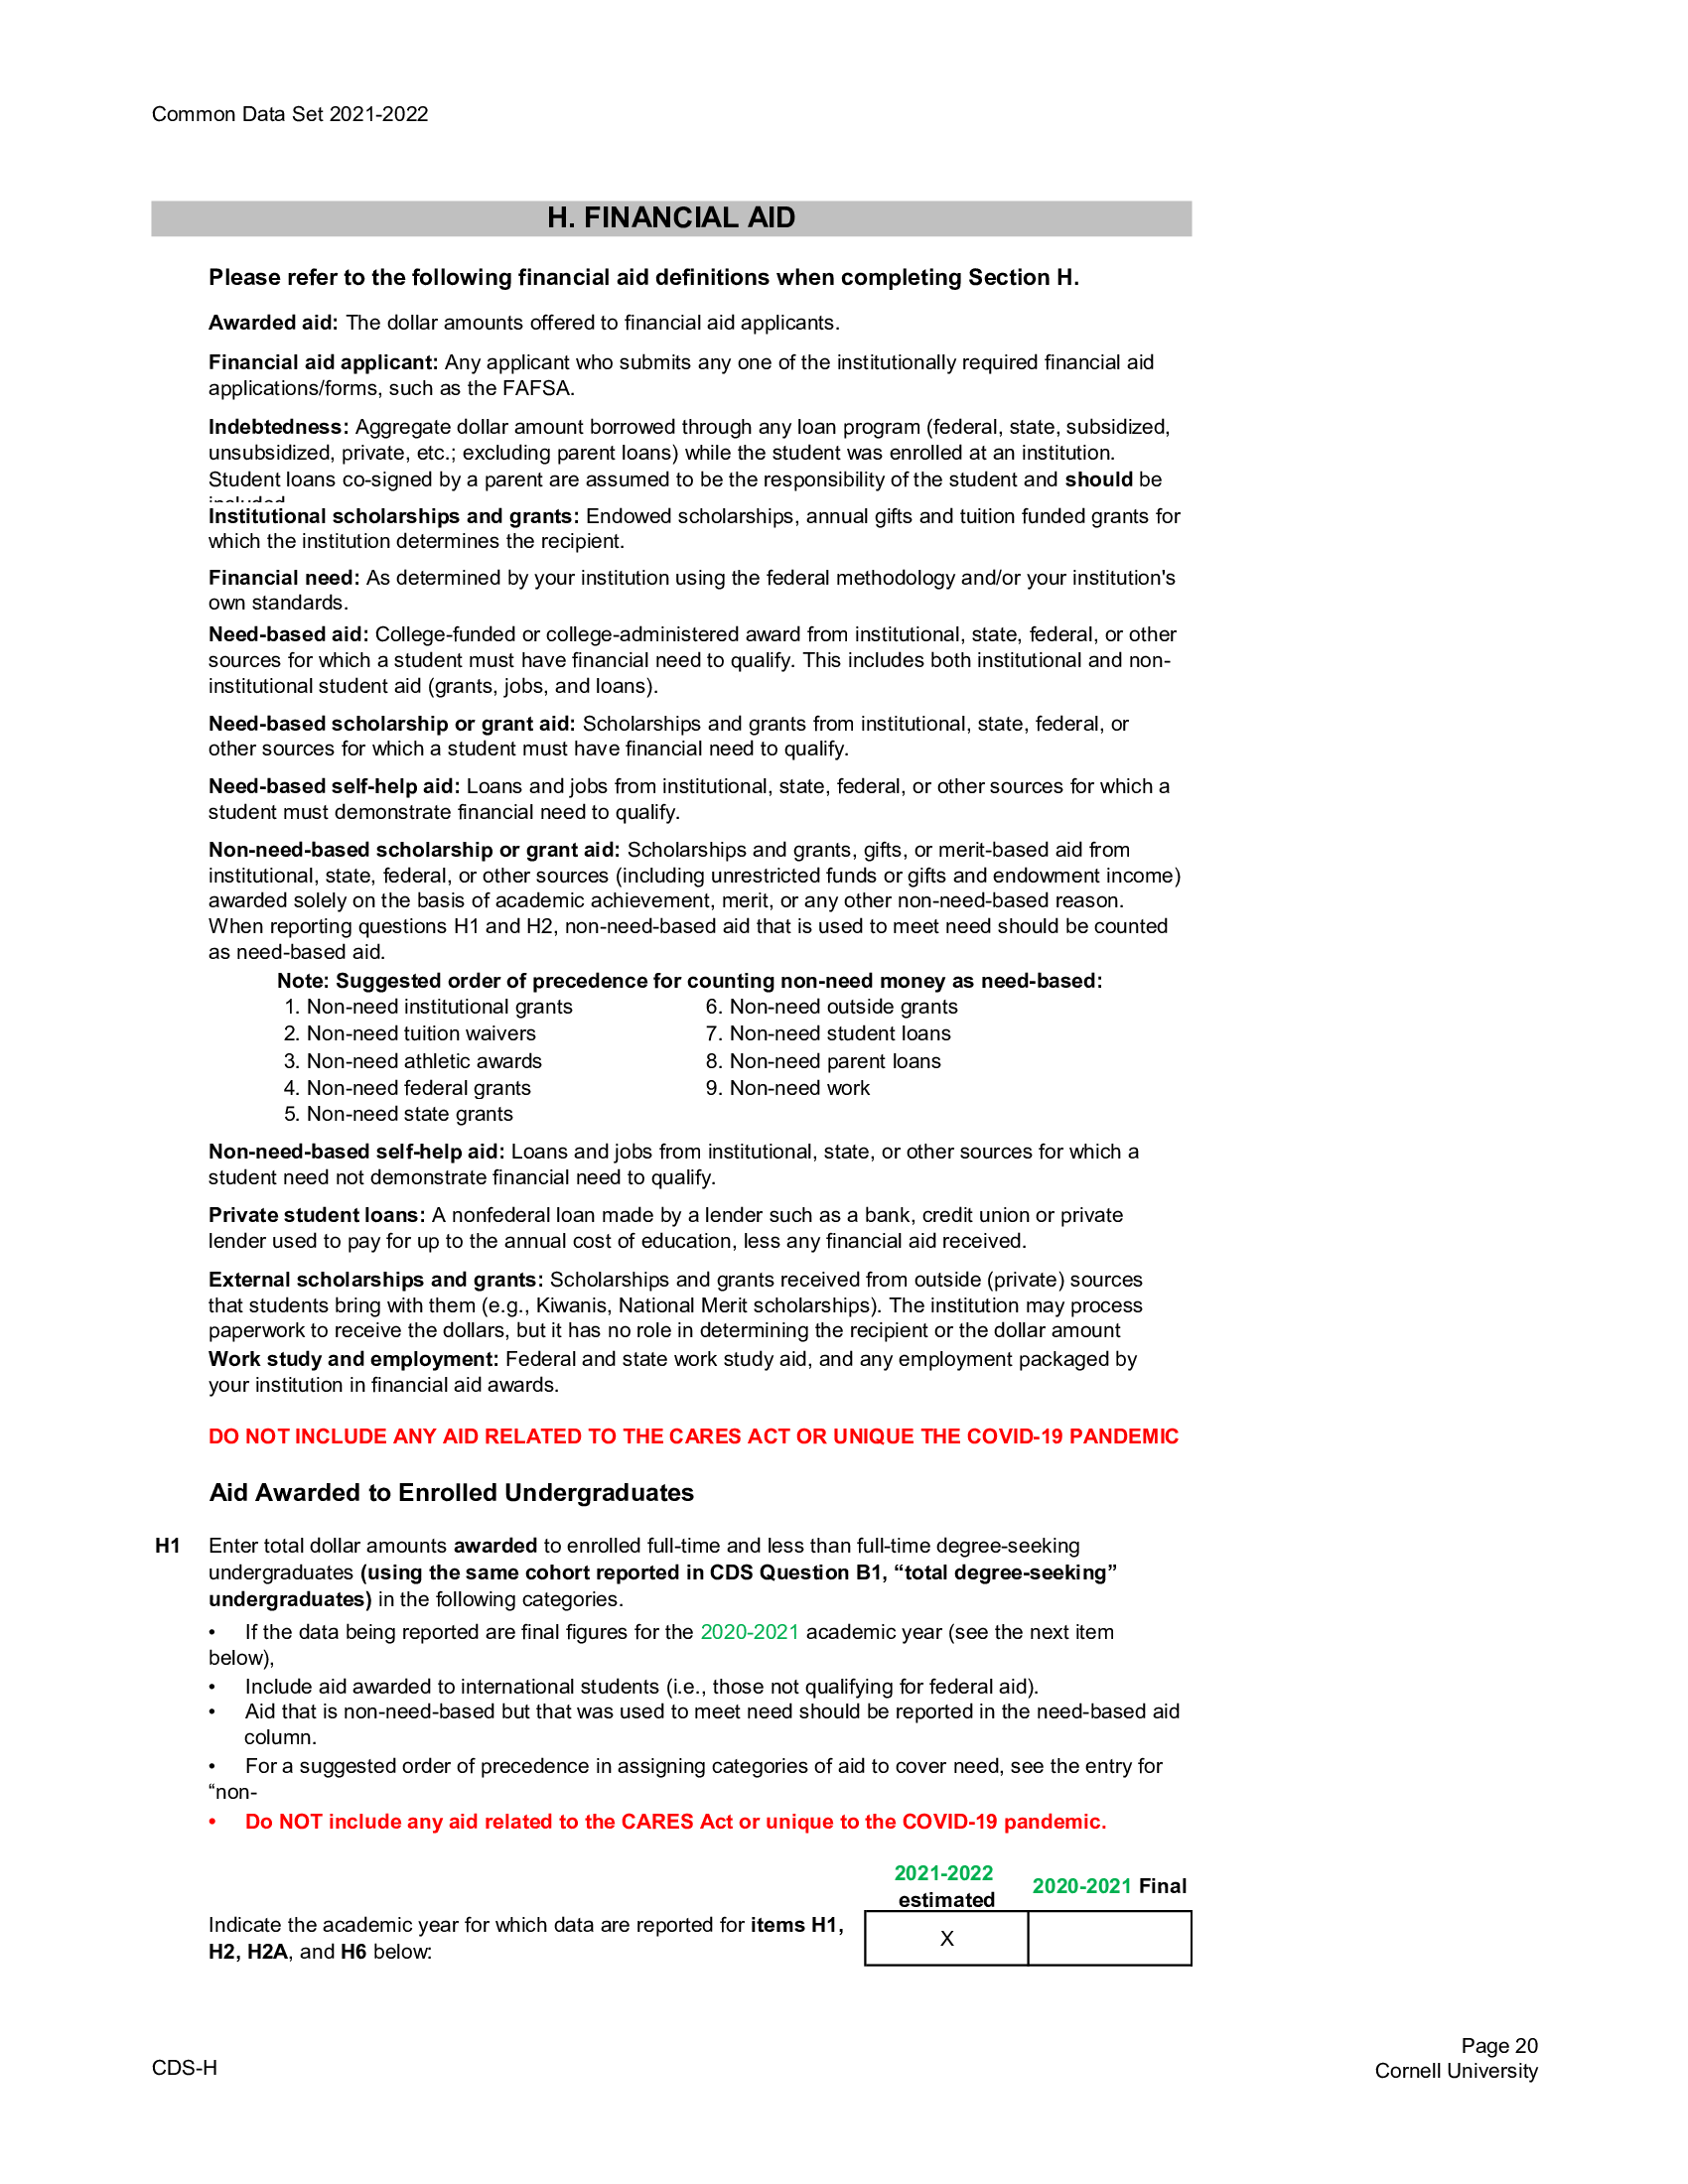 Common Data Set 2021-2022
H. FINANCIAL AID
Please refer to the following financial aid definitions when completing Section H.
Awarded aid: The dollar amounts offered to financial aid applicants.
Financial aid applicant: Any applicant who submits any one of the institutionally required financial aid
applications/forms, such as the FAFSA.
Indebtedness: Aggregate dollar amount borrowed through any loan program (federal, state, subsidized,
unsubsidized, private, etc.; excluding parent loans) while the student was enrolled at an institution.
Student loans co-signed by a parent are assumed to be the responsibility of the student and should be
Institutional scholarships and grants: Endowed scholarships, annual gifts and tuition funded grants for
which the institution determines the recipient.
Financial need: As determined by your institution using the federal methodology and/or your institution's
own standards.
Need-based aid: College-funded or college-administered award from institutional, state, federal, or other
sources for which a student must have financial need to qualify. This includes both institutional and non-
institutional student aid (grants, jobs, and loans).
Need-based scholarship or grant aid: Scholarships and grants from institutional, state, federal, or
other sources for which a student must have financial need to qualify.
Need-based self-help aid: Loans and jobs from institutional, state, federal, or other sources for which a
student must demonstrate financial need to qualify.
Non-need-based scholarship or grant aid: Scholarships and grants, gifts, or merit-based aid from
institutional, state, federal, or other sources (including unrestricted funds or gifts and endowment income)
awarded solely on the basis of academic achievement, merit, or any other non-need-based reason.
When reporting questions H1 and H2, non-need-based aid that is used to meet need should be counted
as need-based aid.
Note: Suggested order of precedence for counting non-need money as need-based:
1. Non-need institutional grants
2. Non-need tuition waivers
3. Non-need athletic awards
4. Non-need federal grants
5. Non-need state grants
6. Non-need outside grants
7. Non-need student loans
8. Non-need parent loans
9. Non-need work
Non-need-based self-help aid: Loans and jobs from institutional, state, or other sources for which a
student need not demonstrate financial need to qualify.
Private student loans: A nonfederal loan made by a lender such as a bank, credit union or private
lender used to pay for up to the annual cost of education, less any financial aid received.
External scholarships and grants: Scholarships and grants received from outside (private) sources
that students bring with them (e.g., Kiwanis, National Merit scholarships). The institution may process
paperwork to receive the dollars, but it has no role in determining the recipient or the dollar amount
Work study and employment: Federal and state work study aid, and any employment packaged by
your institution in financial aid awards.
DO NOT INCLUDE ANY AID RELATED TO THE CARES ACT OR UNIQUE THE COVID-19 PANDEMIC
Aid Awarded to Enrolled Undergraduates
H1 Enter total dollar amounts awarded to enrolled full-time and less than full-time degree-seeking
undergraduates (using the same cohort reported in CDS Question B1, “total degree-seeking”
undergraduates) in the following categories.
• If the data being reported are final figures for the 2020-2021 academic year (see the next item
below),
• Include aid awarded to international students (i.e., those not qualifying for federal aid).
• Aid that is non-need-based but that was used to meet need should be reported in the need-based aid
column.
• For a suggested order of precedence in assigning categories of aid to cover need, see the entry for
“non-
• Do NOT include any aid related to the CARES Act or unique to the COVID-19 pandemic.
2021-2022
estimated
2020-2021 Final
Indicate the academic year for which data are reported for items H1,
H2, H2A, and H6 below:
X
Page 20
CDS-H
Cornell University